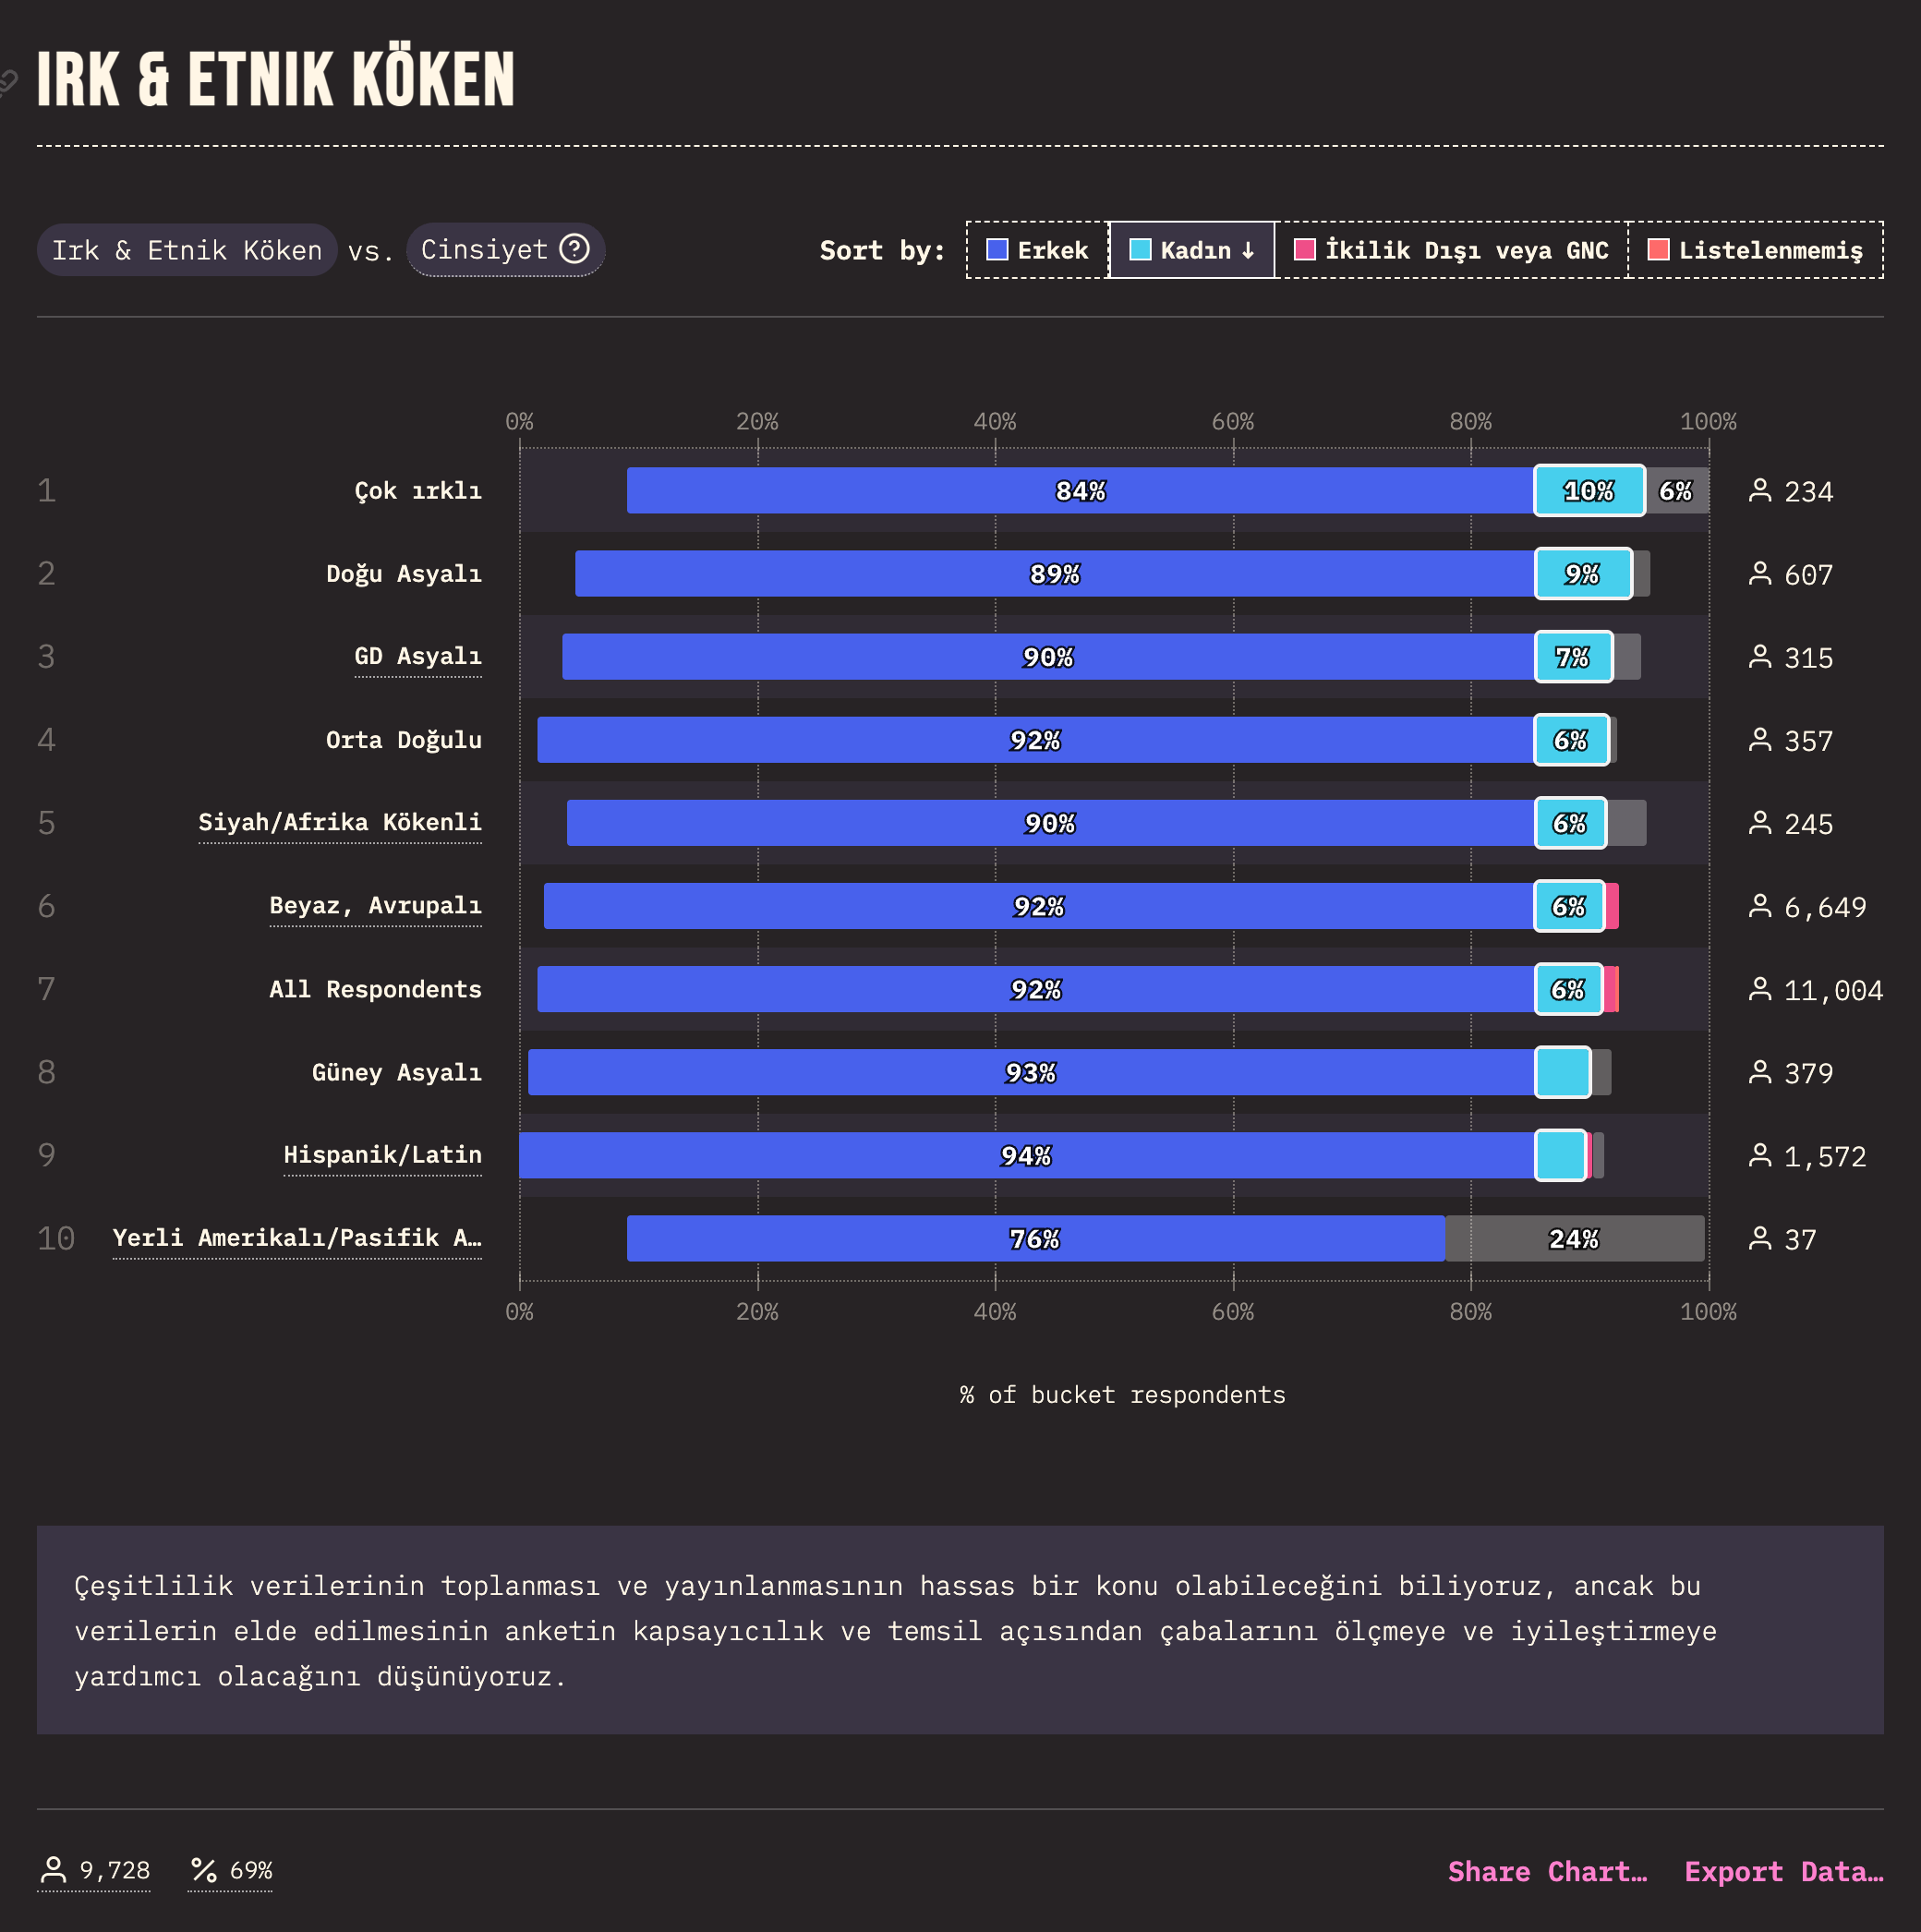 IRK & ETNIK KÖKEN
Irk & Etnik Köken vs. Cinsiyet ? Sort by: Erkek Kadın ↓ İkilik Dışı veya GNC Listelenmemiş
0% 20% 40% 60% 80% 100%
1 Çok ırklı 84% 10% 6% 234
2 Doğu Asyalı 89% 9% 607
3 GD Asyalı 90% 7% 315
4 Orta Doğulu 92% 6% 357
5 Siyah/Afrika Kökenli 90% 6% 245
6 Beyaz, Avrupalı 92% 6% 6,649
7 All Respondents 92% 6% 11,004
8 Güney Asyalı 93% 379
9 Hispanik/Latin 94% 1,572
10 Yerli Amerikalı/Pasifik A… 76% 24% 37
0% 20% 40% 60% 80% 100%
% of bucket respondents
Çeşitlilik verilerinin toplanması ve yayınlanmasının hassas bir konu olabileceğini biliyoruz, ancak bu
verilerin elde edilmesinin anketin kapsayıcılık ve temsil açısından çabalarını ölçmeye ve iyileştirmeye
yardımcı olacağını düşünüyoruz.
9,728 % 69% Share Chart… Export Data…